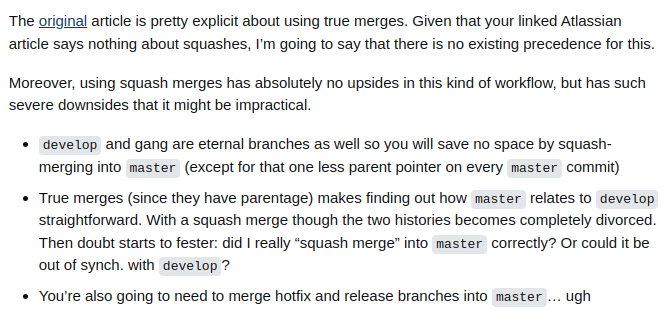 The original article is pretty explicit about using true merges. Given that your linked Atlassian
article says nothing about squashes, I’m going to say that there is no existing precedence for this.
Moreover, using squash merges has absolutely no upsides in this kind of workflow, but has such
severe downsides that it might be impractical.
• develop and gang are eternal branches as well so you will save no space by squash-
merging into master (except for that one less parent pointer on every master commit)
• True merges (since they have parentage) makes finding out how master relates to develop
straightforward. With a squash merge though the two histories becomes completely divorced.
Then doubt starts to fester: did I really “squash merge” into master correctly? Or could it be
out of synch. with develop?
• You’re also going to need to merge hotfix and release branches into master… ugh